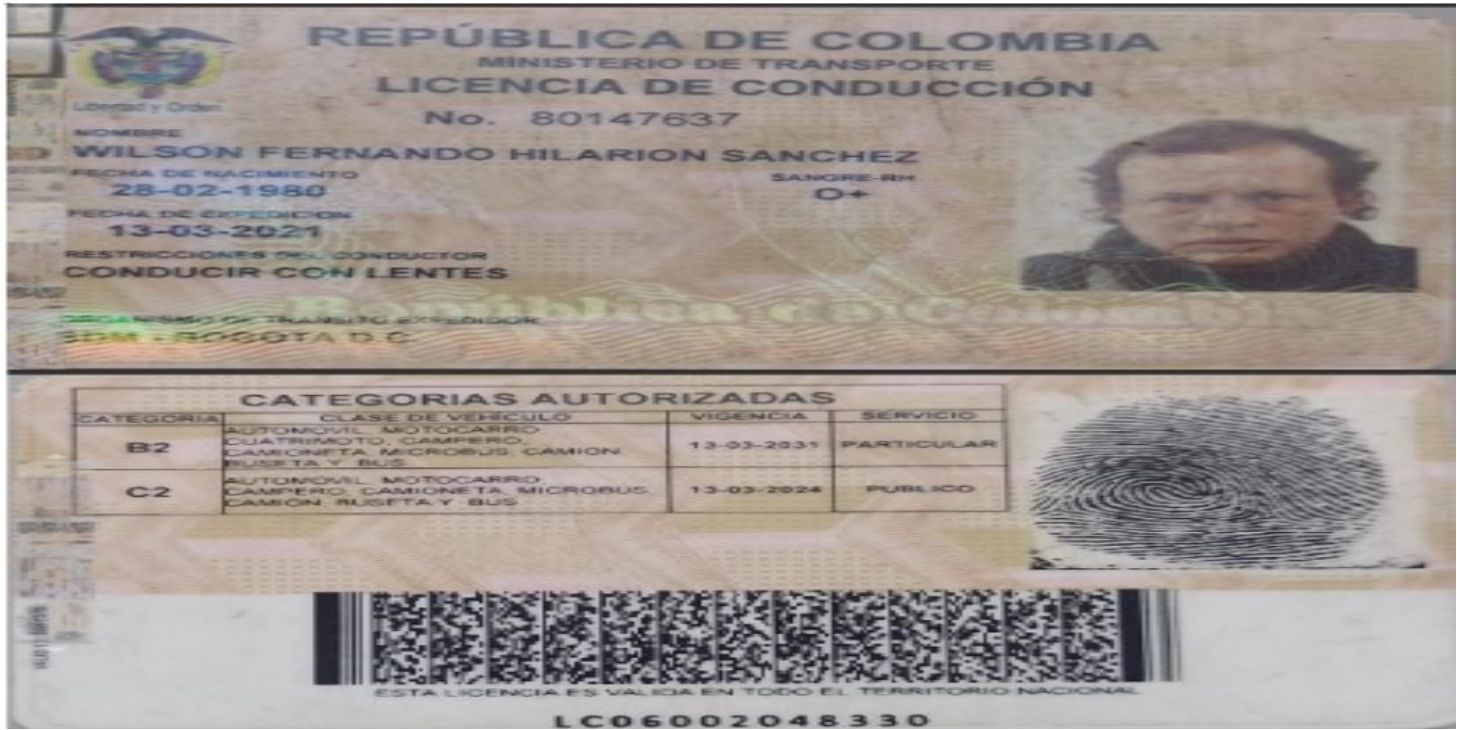 REPÚBLICA DE COLOMBIA
MINISTERIO DE TRANSPORTE
LICENCIA DE CONDUCCIÓN
Libertad y Orden
No. 80147637
NOMBRE
WILSON FERNANDO HILARION SANCHEZ
FECHA DE NACIMIENTO
28-02-1980
SANGRE-RH
O+
FECHA DE EXPEDICION
13-03-2021
RESTRICCIONES DEL CONDUCTOR
CONDUCIR CON LENTES
República de Colombia
ORGANISMO DE TRANSITO EXPEDIDOR
SDM - BOGOTA D.C.
CATEGORIAS AUTORIZADAS
CATEGORIA CLASE DE VEHÍCULO VIGENCIA SERVICIO
B2 AUTOMOVIL, MOTOCARRO, CUATRIMOTO, CAMPERO, CAMIONETA, MICROBUS, CAMION, BUSETA Y BUS 13-03-2031 PARTICULAR
C2 AUTOMOVIL, MOTOCARRO, CAMPERO, CAMIONETA, MICROBUS, CAMION, BUSETA Y BUS 13-03-2024 PUBLICO
ESTA LICENCIA ES VALIDA EN TODO EL TERRITORIO NACIONAL
LC06002048330